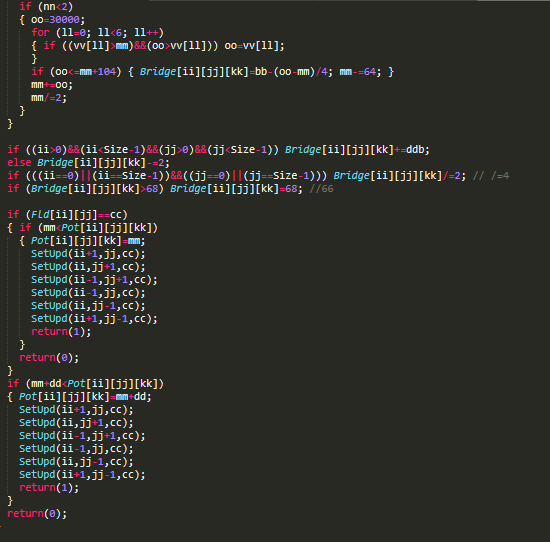 if (nn<2)
{ oo=30000;
for (ll=0; ll<6; ll++)
{ if ((vv[ll]>mm)&&(oo>vv[ll])) oo=vv[ll];
}
if (oo<=mm+104) { Bridge[ii][jj][kk]=bb-(oo-mm)/4; mm-=64; }
mm+=oo;
mm/=2;
}
}
if ((ii>0)&&(ii<Size-1)&&(jj>0)&&(jj<Size-1)) Bridge[ii][jj][kk]+=ddb;
else Bridge[ii][jj][kk]-=2;
if (((ii==0)||(ii==Size-1))&&((jj==0)||(jj==Size-1))) Bridge[ii][jj][kk]/=2; // /=4
if (Bridge[ii][jj][kk]>68) Bridge[ii][jj][kk]=68; //66
if (Fld[ii][jj]==cc)
{ if (mm<Pot[ii][jj][kk])
{ Pot[ii][jj][kk]=mm;
SetUpd(ii+1,jj,cc);
SetUpd(ii,jj+1,cc);
SetUpd(ii-1,jj+1,cc);
SetUpd(ii-1,jj,cc);
SetUpd(ii,jj-1,cc);
SetUpd(ii+1,jj-1,cc);
return(1);
}
return(0);
}
if (mm+dd<Pot[ii][jj][kk])
{ Pot[ii][jj][kk]=mm+dd;
SetUpd(ii+1,jj,cc);
SetUpd(ii,jj+1,cc);
SetUpd(ii-1,jj+1,cc);
SetUpd(ii-1,jj,cc);
SetUpd(ii,jj-1,cc);
SetUpd(ii+1,jj-1,cc);
return(1);
}
return(0);